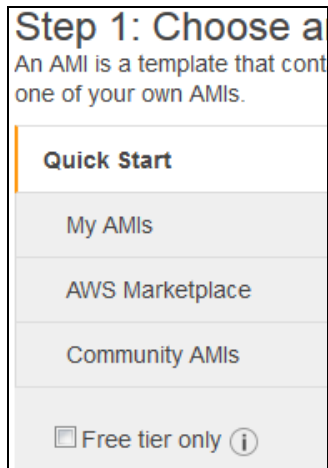 Step 1: Choose a
An AMI is a template that cont
one of your own AMIs.
Quick Start
My AMIs
AWS Marketplace
Community AMIs
Free tier only i